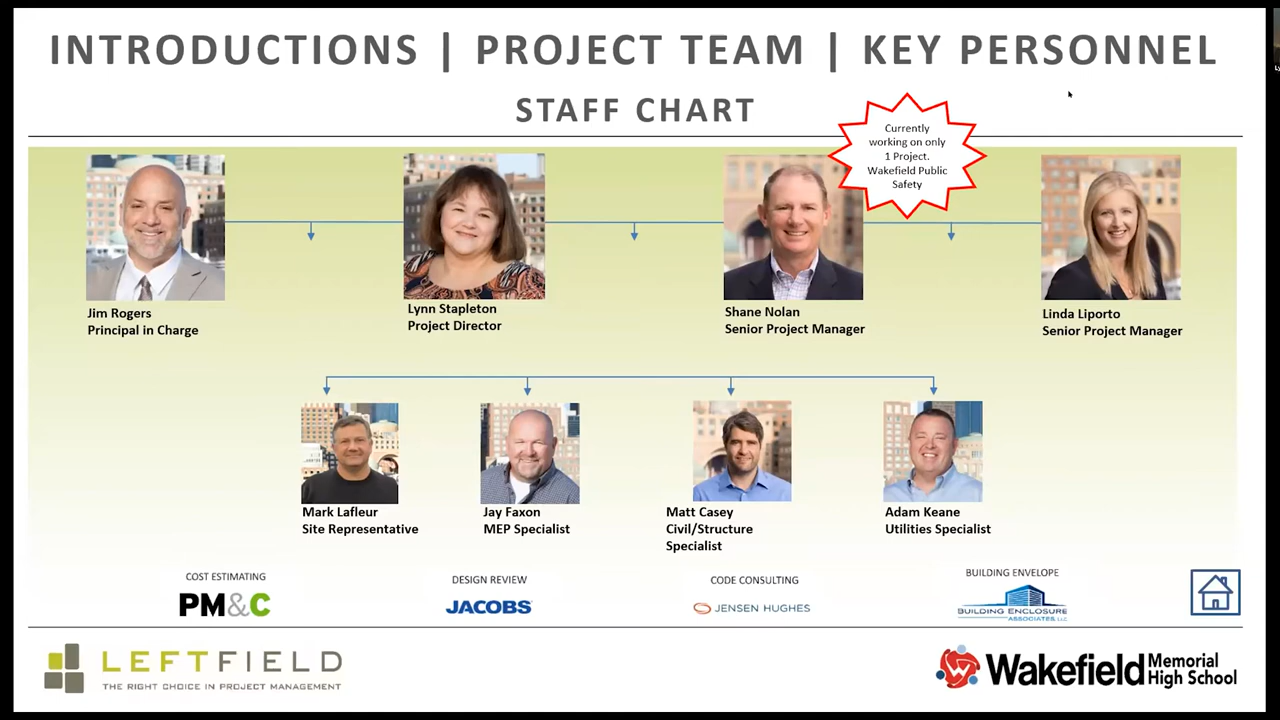 INTRODUCTIONS | PROJECT TEAM | KEY PERSONNEL
STAFF CHART
Currently
working on only
1 Project.
Wakefield Public
Safety
Jim Rogers
Principal in Charge
Lynn Stapleton
Project Director
Shane Nolan
Senior Project Manager
Linda Liporto
Senior Project Manager
Mark Lafleur
Site Representative
Jay Faxon
MEP Specialist
Matt Casey
Civil/Structure
Specialist
Adam Keane
Utilities Specialist
COST ESTIMATING
PM&C
DESIGN REVIEW
JACOBS
CODE CONSULTING
JENSEN HUGHES
BUILDING ENVELOPE
BUILDING ENCLOSURE
ASSOCIATES, LLC
LEFTFIELD
THE RIGHT CHOICE IN PROJECT MANAGEMENT
Wakefield Memorial
High School